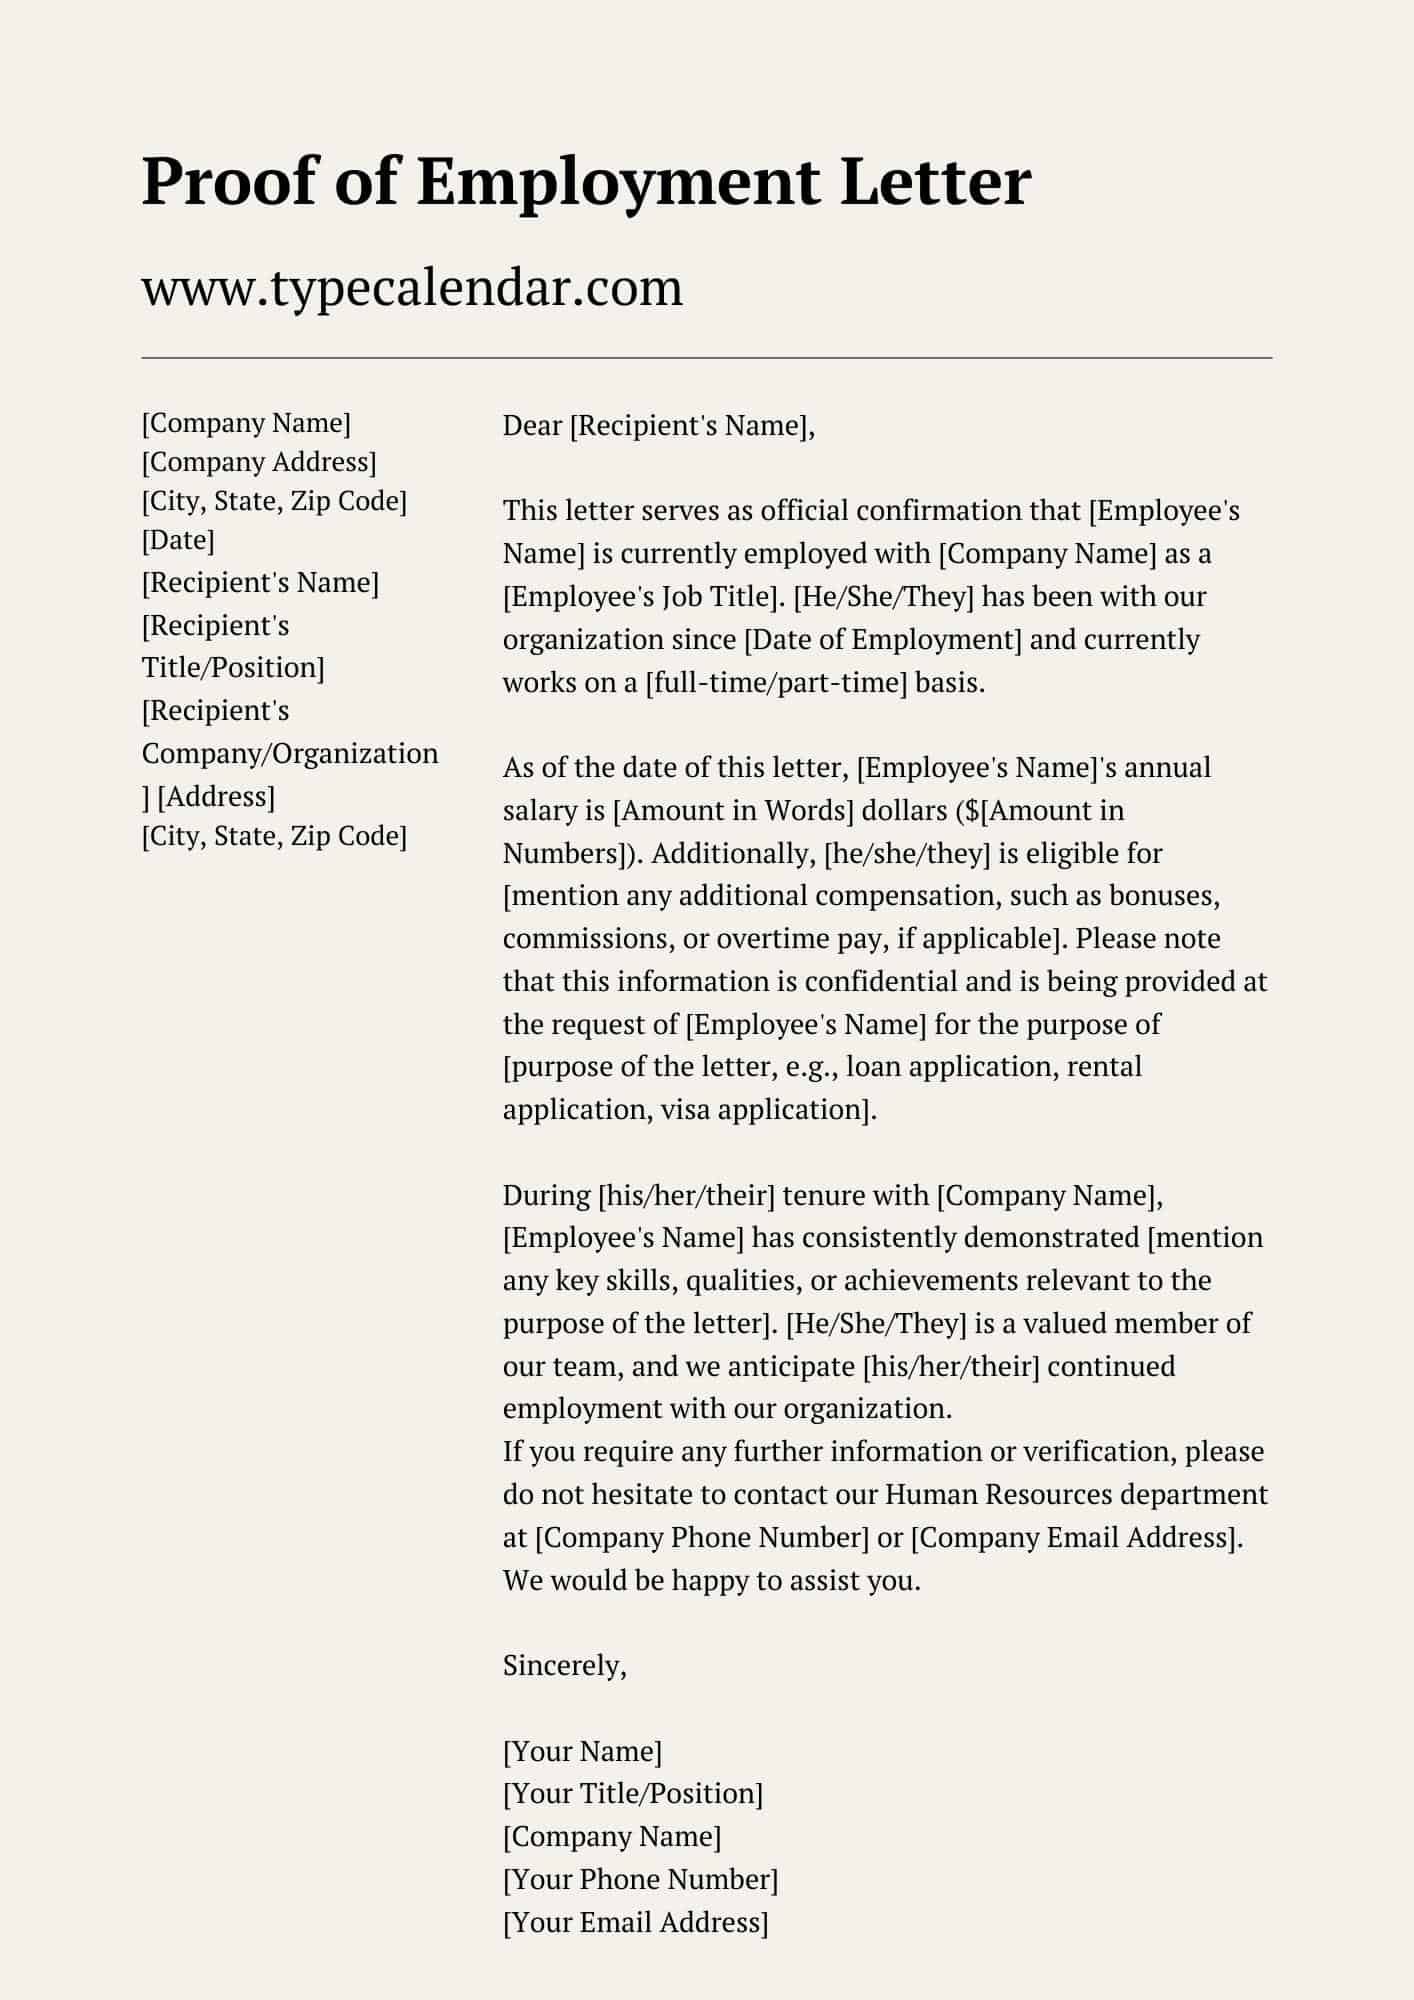 Proof of Employment Letter
www.typecalendar.com
[Company Name]
[Company Address]
[City, State, Zip Code]
[Date]
[Recipient's Name]
[Recipient's
Title/Position]
[Recipient's
Company/Organization
] [Address]
[City, State, Zip Code]
Dear [Recipient's Name],
This letter serves as official confirmation that [Employee's
Name] is currently employed with [Company Name] as a
[Employee's Job Title]. [He/She/They] has been with our
organization since [Date of Employment] and currently
works on a [full-time/part-time] basis.
As of the date of this letter, [Employee's Name]'s annual
salary is [Amount in Words] dollars ($[Amount in
Numbers]). Additionally, [he/she/they] is eligible for
[mention any additional compensation, such as bonuses,
commissions, or overtime pay, if applicable]. Please note
that this information is confidential and is being provided at
the request of [Employee's Name] for the purpose of
[purpose of the letter, e.g., loan application, rental
application, visa application].
During [his/her/their] tenure with [Company Name],
[Employee's Name] has consistently demonstrated [mention
any key skills, qualities, or achievements relevant to the
purpose of the letter]. [He/She/They] is a valued member of
our team, and we anticipate [his/her/their] continued
employment with our organization.
If you require any further information or verification, please
do not hesitate to contact our Human Resources department
at [Company Phone Number] or [Company Email Address].
We would be happy to assist you.
Sincerely,
[Your Name]
[Your Title/Position]
[Company Name]
[Your Phone Number]
[Your Email Address]